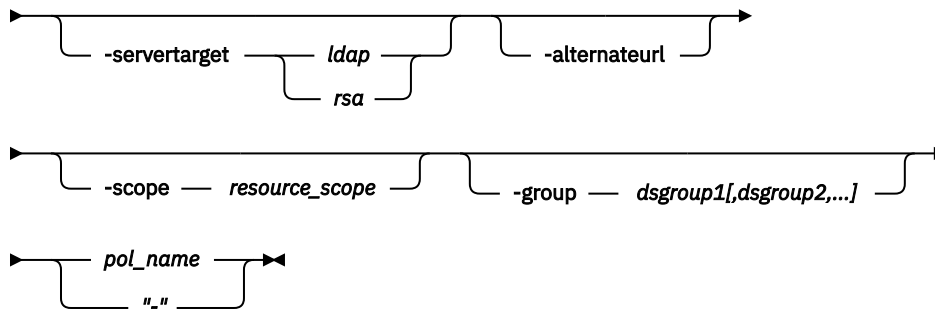 -servertarget ldap -alternateurl
rsa
-scope resource_scope -group dsgroup1[,dsgroup2,...]
pol_name
"-"